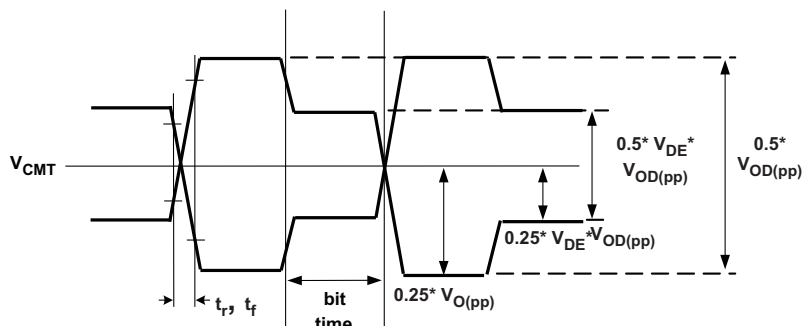 V_CMT
0.5* V_DE*
V_OD(pp)
0.5*
V_OD(pp)
0.25* V_DE*V_OD(pp)
0.25* V_O(pp)
t_r, t_f
bit
time